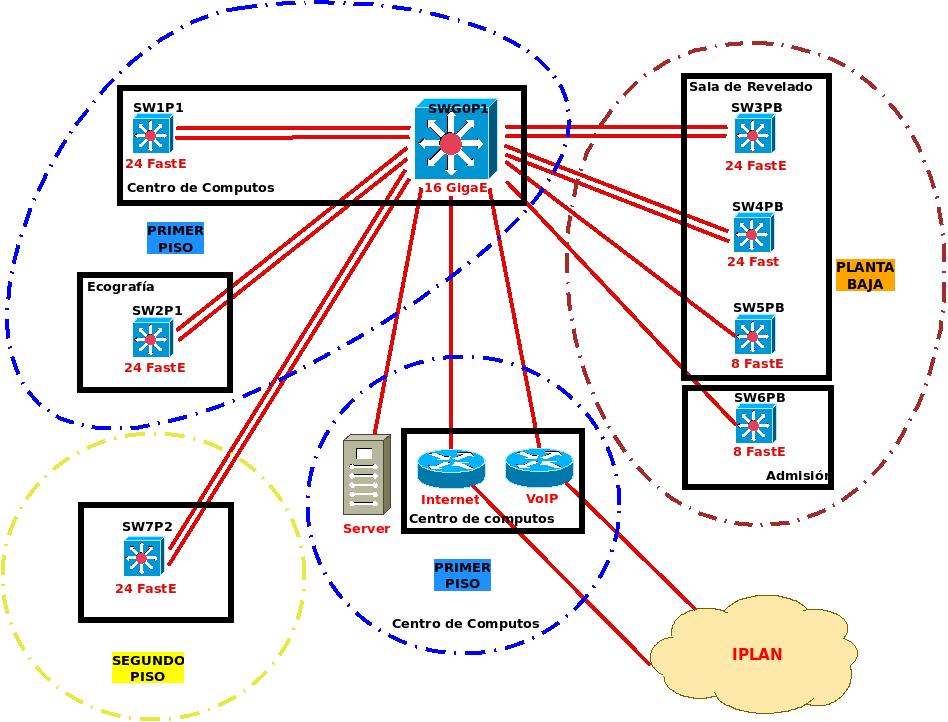 SW1P1
24 FastE
Centro de Computos
SWG0P1
16 GigaE
Sala de Revelado
SW3PB
24 FastE
SW4PB
24 Fast
SW5PB
8 FastE
PRIMER
PISO
PLANTA
BAJA
Ecografía
SW2P1
24 FastE
SW6PB
8 FastE
Admisión
SW7P2
24 FastE
SEGUNDO
PISO
Server
Internet
VoIP
Centro de computos
PRIMER
PISO
Centro de Computos
IPLAN